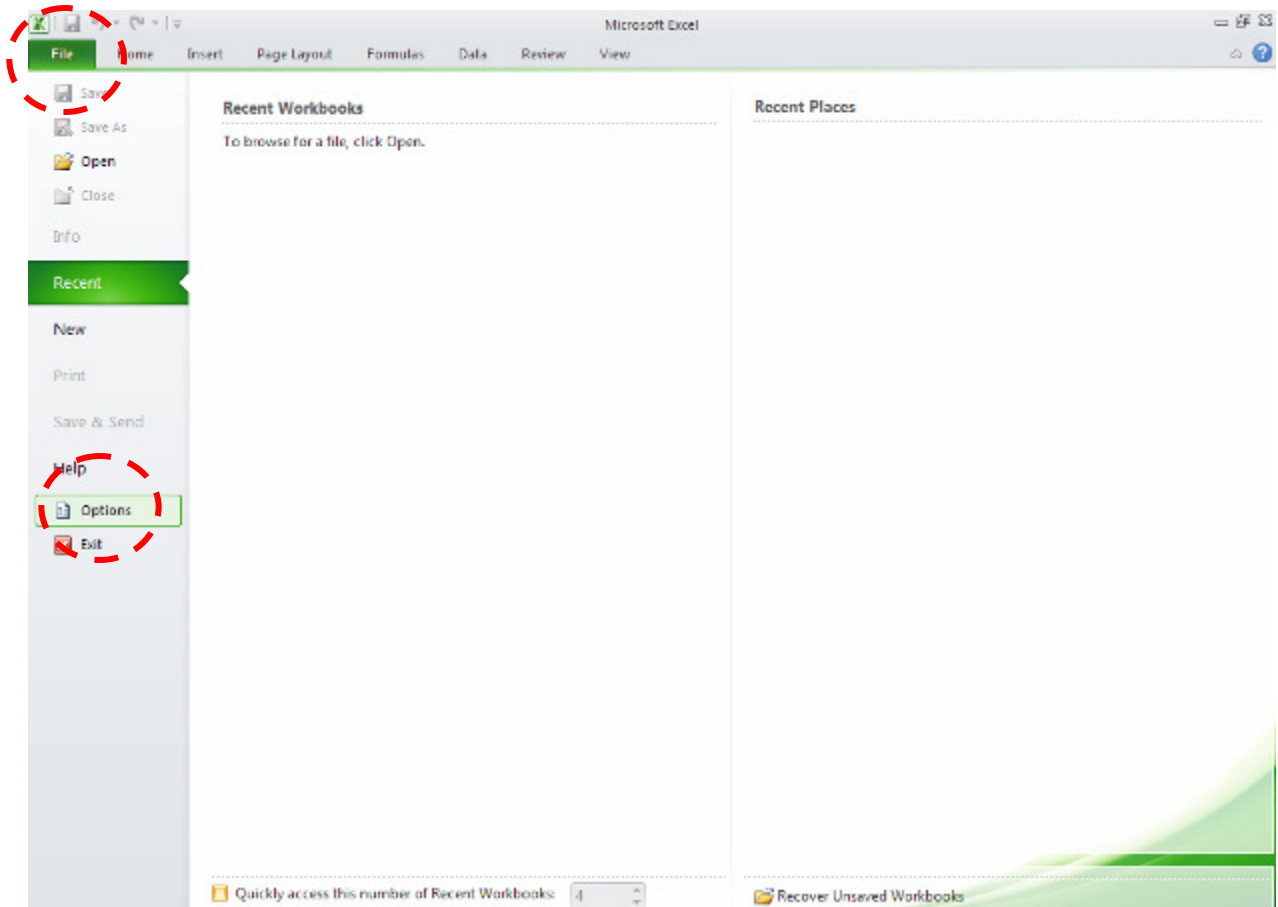 Microsoft Excel
File Home Insert Page Layout Formulas Data Review View
Save
Save As
Open
Close
Info
Recent
New
Print
Save & Send
Help
Options
Exit
Recent Workbooks
To browse for a file, click Open.
Quickly access this number of Recent Workbooks: 4
Recent Places
Recover Unsaved Workbooks